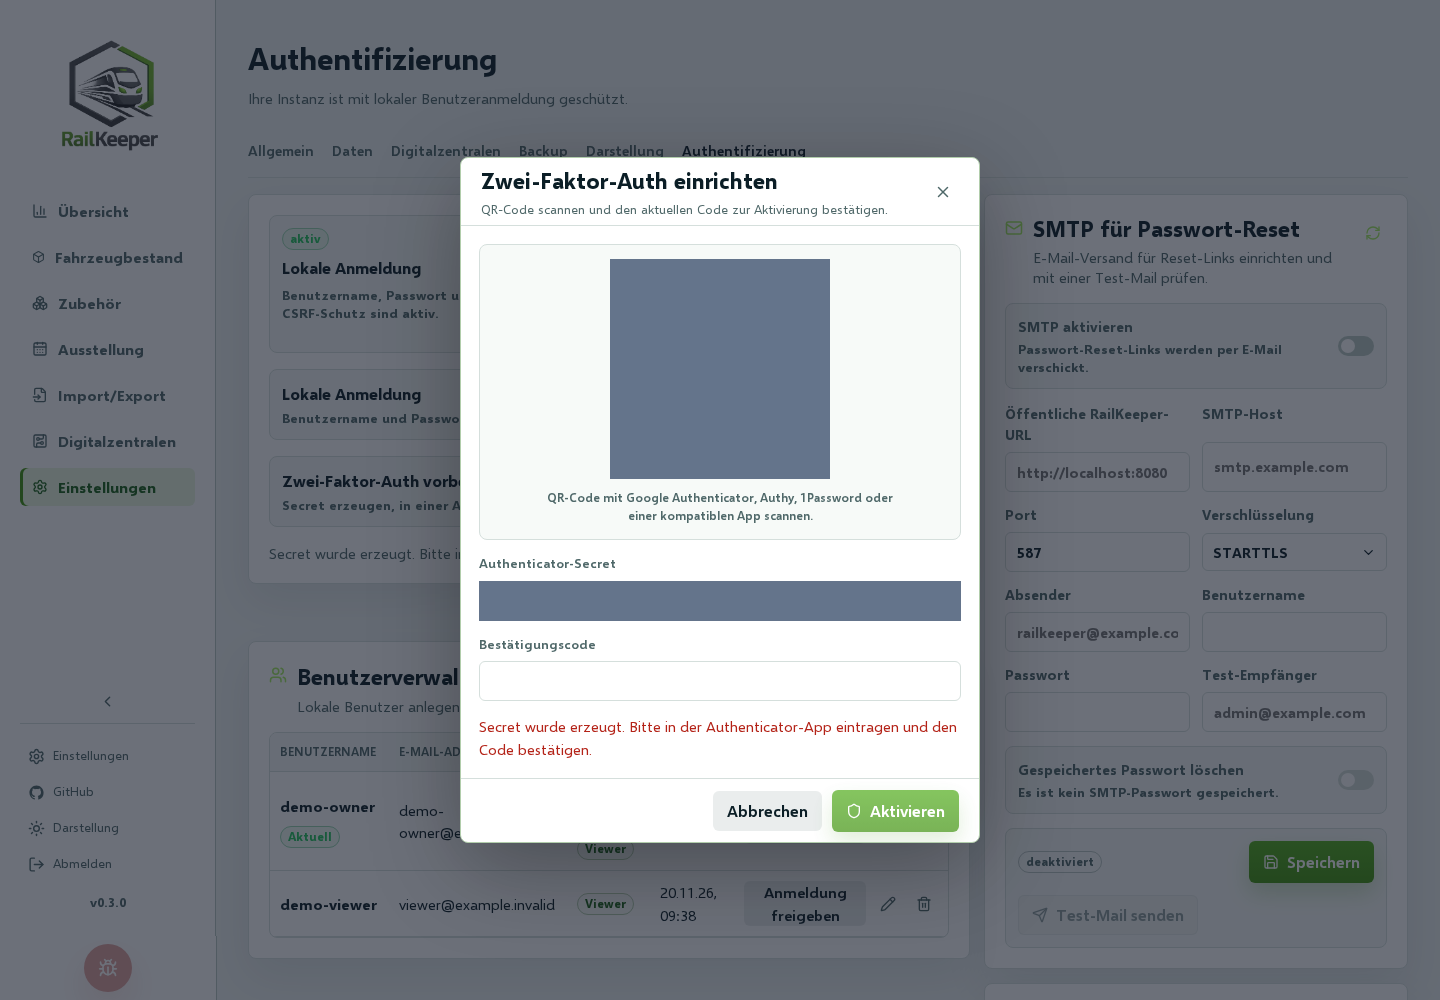 RailKeeper
Übersicht
Fahrzeugbestand
Zubehör
Ausstellung
Import/Export
Digitalzentralen
Einstellungen
Einstellungen
GitHub
Darstellung
Abmelden
v0.3.0
Authentifizierung
Ihre Instanz ist mit lokaler Benutzeranmeldung geschützt.
Allgemein Daten Digitalzentralen Backup Darstellung Authentifizierung
aktiv
Lokale Anmeldung
Benutzername, Passwort
CSRF-Schutz sind aktiv.
Lokale Anmeldung
Benutzername und
Zwei-Faktor-Auth
Secret erzeugen, in einer
Secret wurde erzeugt. Bitte
Zwei-Faktor-Auth einrichten
QR-Code scannen und den aktuellen Code zur Aktivierung bestätigen.
QR-Code mit Google Authenticator, Authy, 1Password oder
einer kompatiblen App scannen.
Authenticator-Secret
Bestätigungscode
Secret wurde erzeugt. Bitte in der Authenticator-App eintragen und den
Code bestätigen.
Abbrechen Aktivieren
Lokale Benutzer anlegen
BENUTZERNAME
demo-owner
Aktuell
demo-
Viewer
demo-viewer viewer@example.invalid Viewer 20.11.26,
09:38
Anmeldung
freigeben
SMTP für Passwort-Reset
E-Mail-Versand für Reset-Links einrichten und
mit einer Test-Mail prüfen.
SMTP aktivieren
Passwort-Reset-Links werden per E-Mail
verschickt.
Öffentliche RailKeeper-
URL
http://localhost:8080
SMTP-Host
smtp.example.com
Port
587
Verschlüsselung
STARTTLS
Absender
railkeeper@example.co
Benutzername
Passwort
Test-Empfänger
admin@example.com
Gespeichertes Passwort löschen
Es ist kein SMTP-Passwort gespeichert.
deaktiviert
Speichern
Test-Mail senden